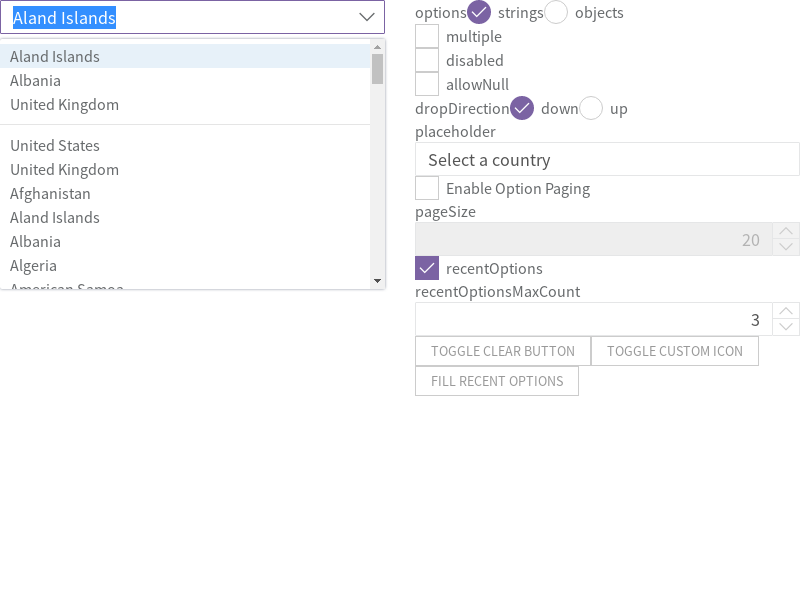 Aland Islands
Aland Islands
Albania
United Kingdom
United States
United Kingdom
Afghanistan
Aland Islands
Albania
Algeria
American Samoa
options strings objects
multiple
disabled
allowNull
dropDirection down up
placeholder
Select a country
Enable Option Paging
pageSize
20
recentOptions
recentOptionsMaxCount
3
TOGGLE CLEAR BUTTON TOGGLE CUSTOM ICON
FILL RECENT OPTIONS